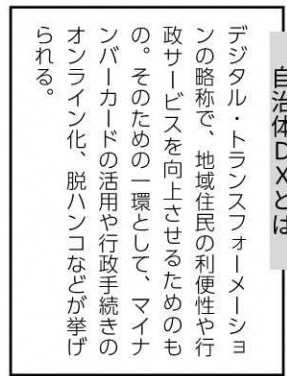 自治体DXとは
デジタル・トランスフォーメーショ
ンの略称で、地域住民の利便性や行
政サービスを向上させるためのも
の。そのための一環として、マイナ
ンバーカードの活用や行政手続きの
オンライン化、脱ハンコなどが挙げ
られる。